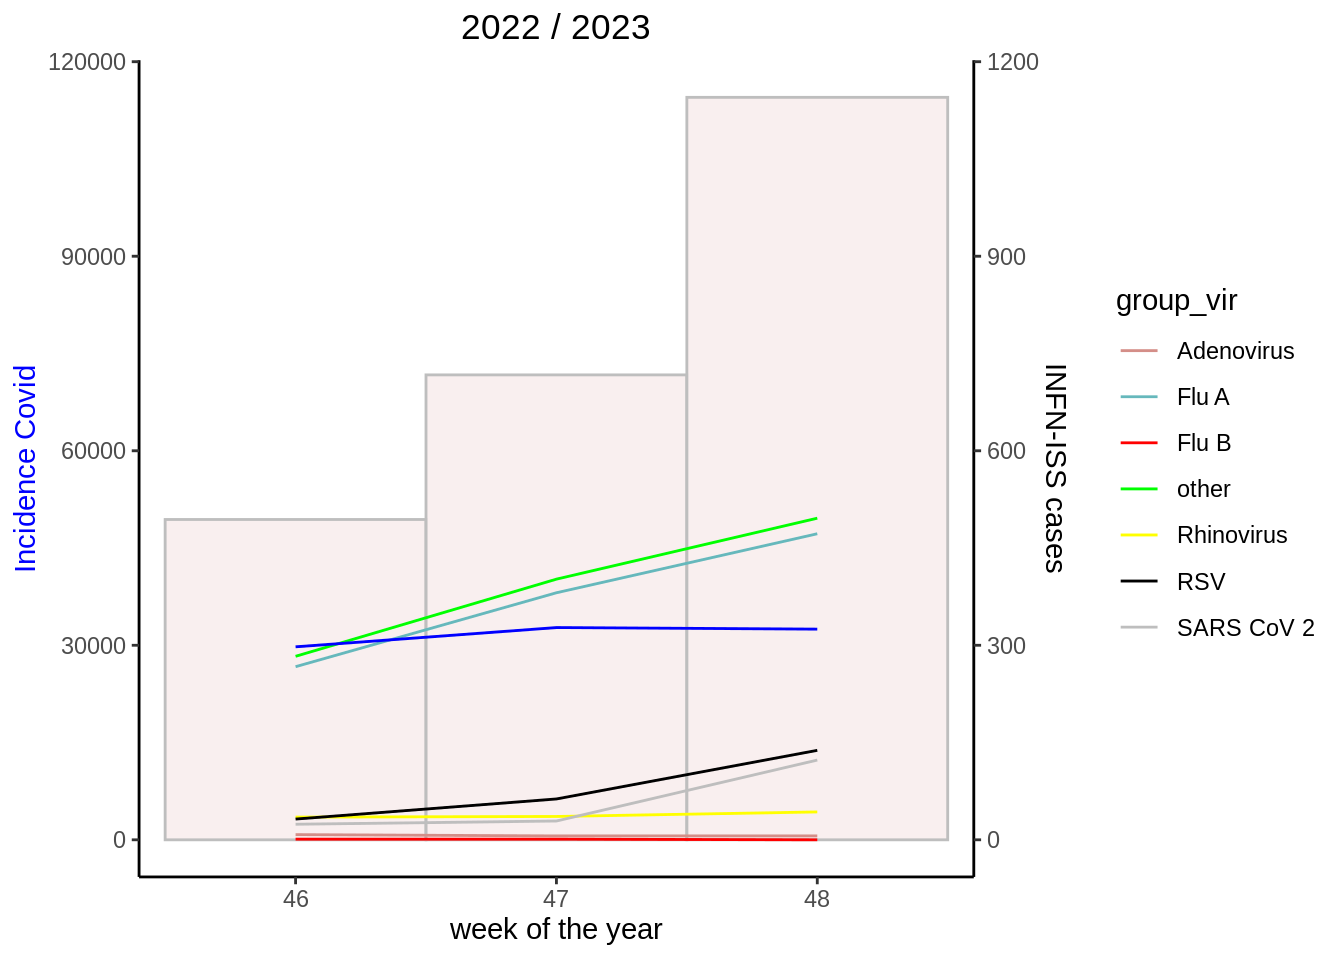 2022 / 2023
120000
90000
60000
30000
0
Incidence Covid
1200
900
600
300
0
INFN-ISS cases
46
47
48
week of the year
group_vir
Adenovirus
Flu A
Flu B
other
Rhinovirus
RSV
SARS CoV 2